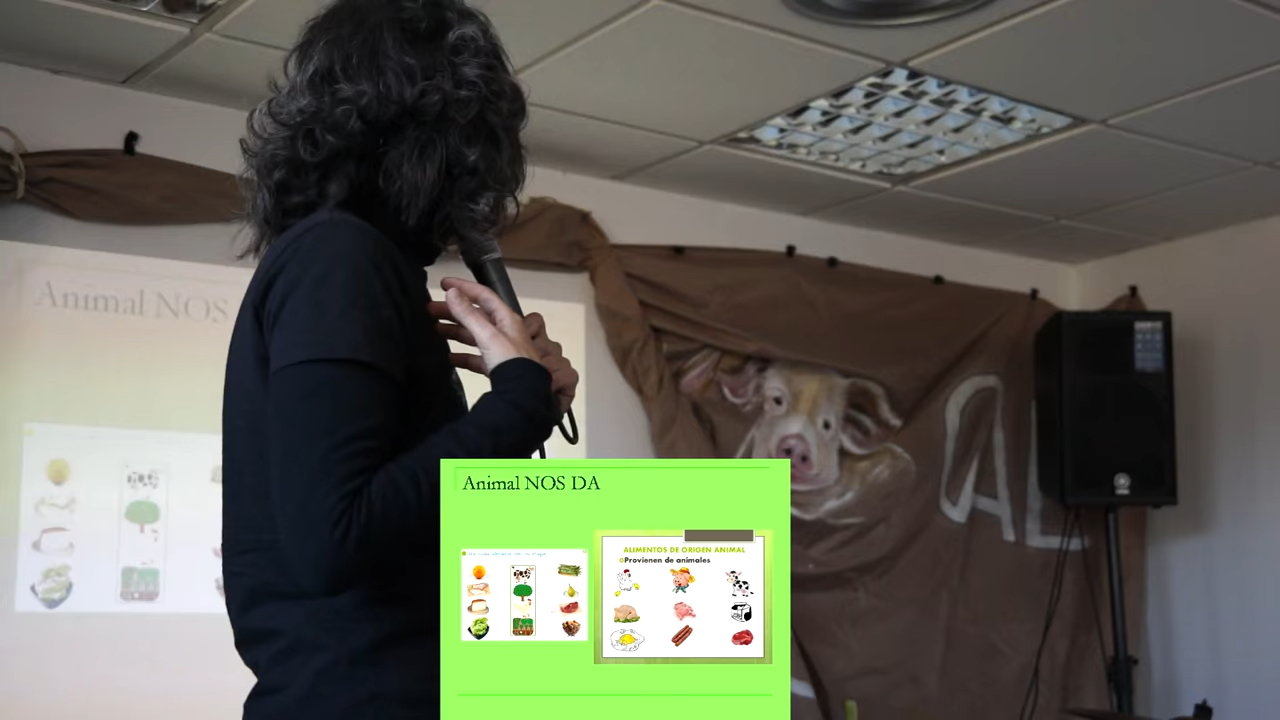 Animal NOS
AL
Animal NOS DA
ALIMENTOS DE ORIGEN ANIMAL
Provienen de animales